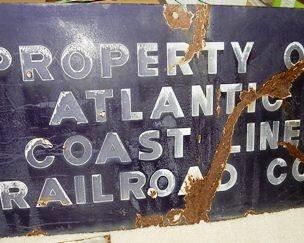 PROPERTY O
ATLANTIC
COAST LINE
RAILROAD CO